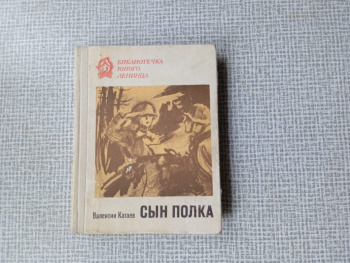 БИБЛИОТЕЧКА
ЮНОГО
ЛЕНИНЦА
Валентин Катаев
СЫН ПОЛКА